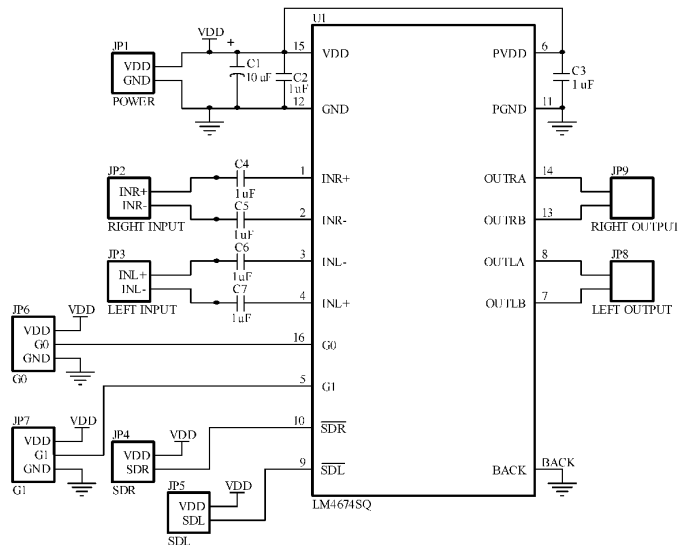 U1
JP1
VDD
GND
POWER
VDD
+
C1
10 uF
C2
1uF
15
VDD
12
GND
PVDD
6
C3
1 uF
PGND
11
JP2
INR+
INR-
RIGHT INPUT
C4
1uF
C5
1uF
1
INR+
2
INR-
OUTRA
14
OUTRB
13
JP9
RIGHT OUTPUT
JP3
INL+
INL-
LEFT INPUT
C6
1uF
C7
1uF
3
INL-
4
INL+
OUTLA
8
OUTLB
7
JP8
LEFT OUTPUT
JP6
VDD
VDD
G0
GND
G0
16
G0
5
G1
JP7
VDD
VDD
G1
GND
G1
JP4
VDD
VDD
SDR
SDR
10
SDR
9
SDL
BACK
BACK
JP5
VDD
VDD
SDL
SDL
LM4674SQ